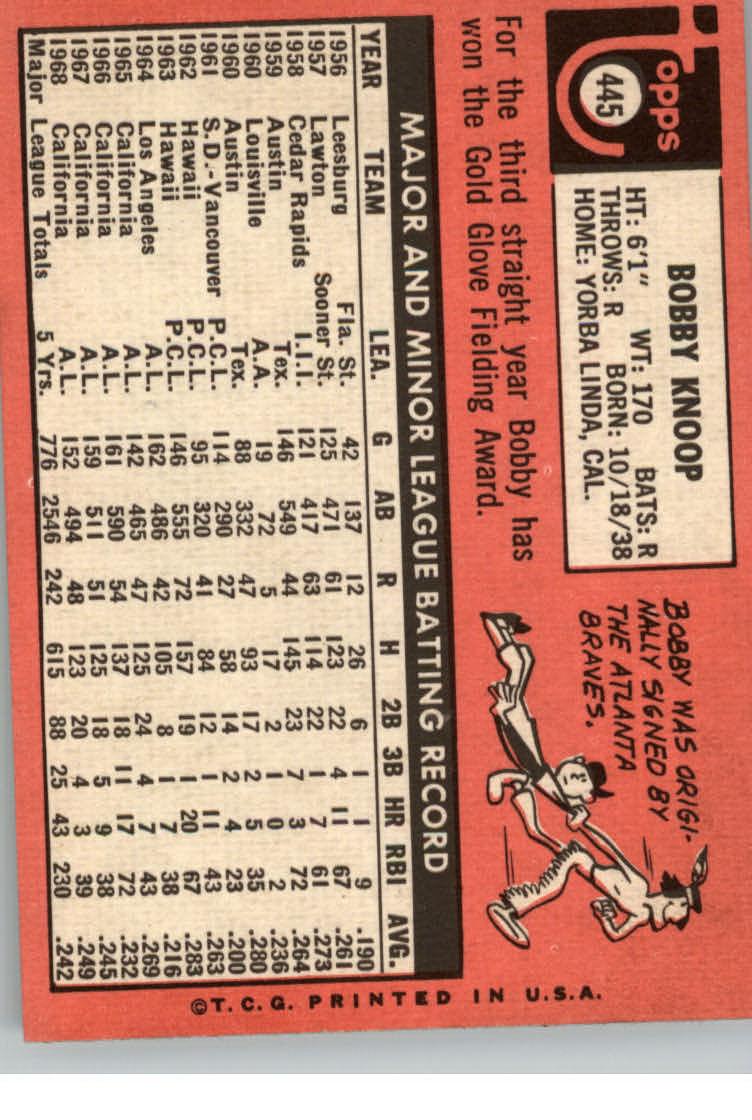 Topps
445
BOBBY KNOOP
HT: 6'1" WT: 170 BATS: R
THROWS: R BORN: 10/18/38
HOME: YORBA LINDA, CAL.
For the third straight year Bobby has
won the Gold Glove Fielding Award.
BOBBY WAS ORIGI-
NALLY SIGNED BY
THE ATLANTA
BRAVES.
MAJOR AND MINOR LEAGUE BATTING RECORD
YEAR TEAM LEA. G AB R H 2B 3B HR RBI AVG.
1956 Leesburg Fla. St. 42 137 12 26 6 1 1 9 .190
1957 Lawton Sooner St. 125 471 61 123 22 4 11 67 .261
1958 Cedar Rapids I.I.I. 121 417 63 114 22 1 7 61 .273
1959 Austin Tex. 146 549 44 145 23 7 3 72 .264
1960 Louisville A.A. 19 72 5 17 2 1 0 2 .236
1960 Austin Tex. 88 332 47 93 17 2 5 35 .280
1961 S.D.-Vancouver P.C.L. 114 290 27 58 14 2 4 23 .200
1962 Hawaii P.C.L. 95 320 41 84 12 1 11 43 .263
1963 Hawaii P.C.L. 146 555 72 157 19 1 20 67 .283
1964 Los Angeles A.L. 162 486 42 105 8 1 7 38 .216
1965 California A.L. 142 465 47 125 24 4 7 43 .269
1966 California A.L. 161 590 54 137 18 11 17 72 .232
1967 California A.L. 159 511 51 125 18 5 9 38 .245
1968 California A.L. 152 494 48 123 20 4 3 39 .249
Major League Totals 5 Yrs. 776 2546 242 615 88 25 43 230 .242
©T.C.G. PRINTED IN U.S.A.